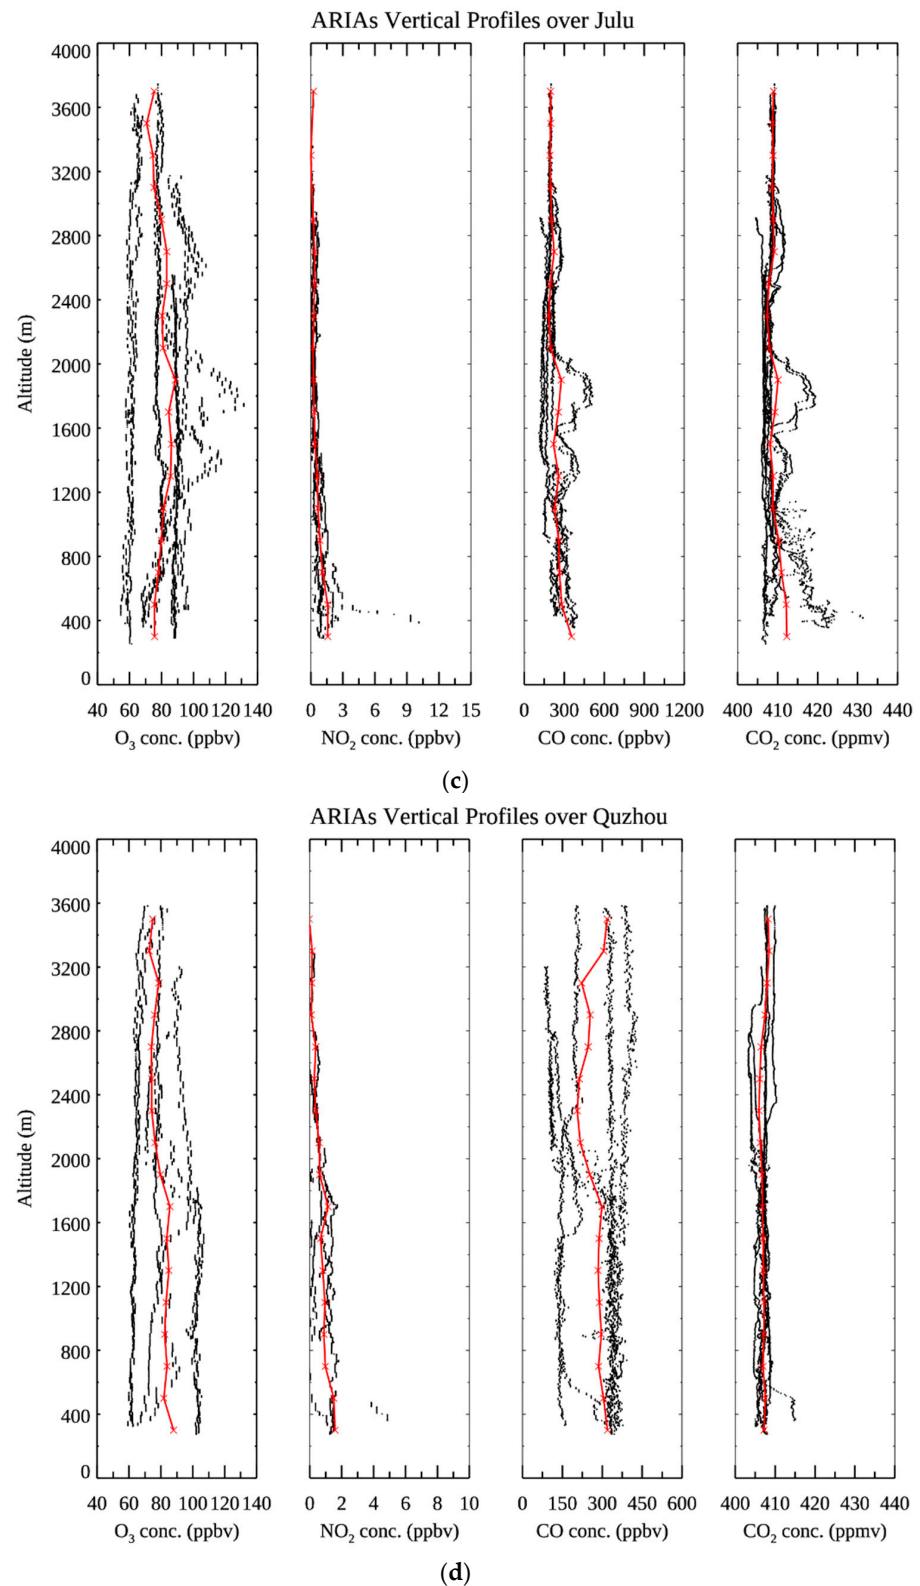 ARIAs Vertical Profiles over Julu
4000
3600
3200
2800
2400
2000
1600
1200
800
400
0
Altitude (m)
40 60 80 100 120 140
0 3 6 9 12 15
0 300 600 900 1200
400 410 420 430 440
O3 conc. (ppbv)
NO2 conc. (ppbv)
CO conc. (ppbv)
CO2 conc. (ppmv)
(c)
ARIAs Vertical Profiles over Quzhou
4000
3600
3200
2800
2400
2000
1600
1200
800
400
0
Altitude (m)
40 60 80 100 120 140
0 2 4 6 8 10
0 150 300 450 600
400 410 420 430 440
O3 conc. (ppbv)
NO2 conc. (ppbv)
CO conc. (ppbv)
CO2 conc. (ppmv)
(d)